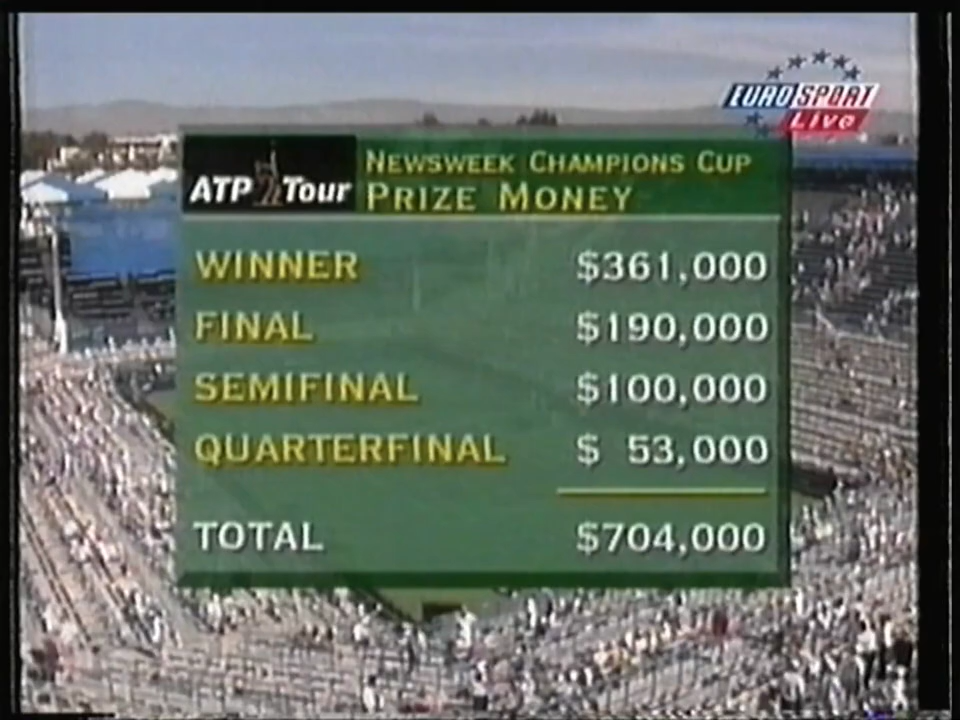 EUROSPORT
Live
ATP Tour
NEWSWEEK CHAMPIONS CUP
PRIZE MONEY
WINNER $361,000
FINAL $190,000
SEMIFINAL $100,000
QUARTERFINAL $ 53,000
TOTAL $704,000